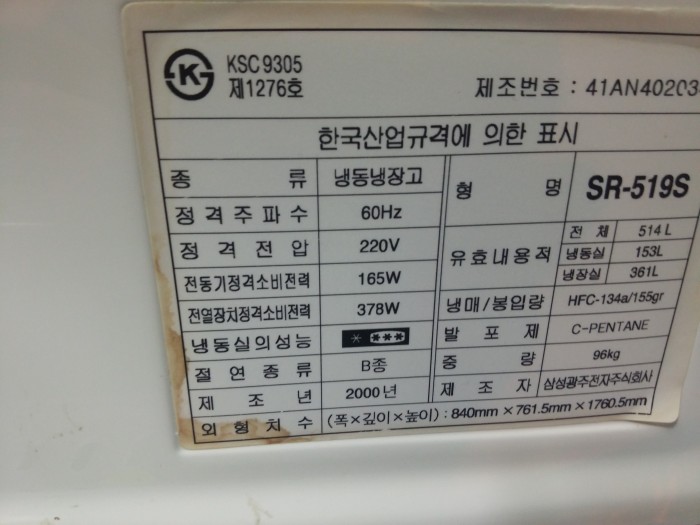 KSC 9305
제1276호
제조번호 : 41AN40203
한국산업규격에 의한 표시
종 류 냉동냉장고
형 명 SR-519S
정격주파수 60Hz
정격전압 220V
전동기정격소비전력 165W
전열장치정격소비전력 378W
냉동실의성능 * ***
절연종류 B종
제조년 2000년
유효내용적 전체 514 L
냉동실 153L
냉장실 361L
냉매/봉입량 HFC-134a/155gr
발포제 C-PENTANE
중량 96kg
제조자 삼성광주전자주식회사
외형치수 (폭×깊이×높이) : 840mm × 761.5mm × 1760.5mm